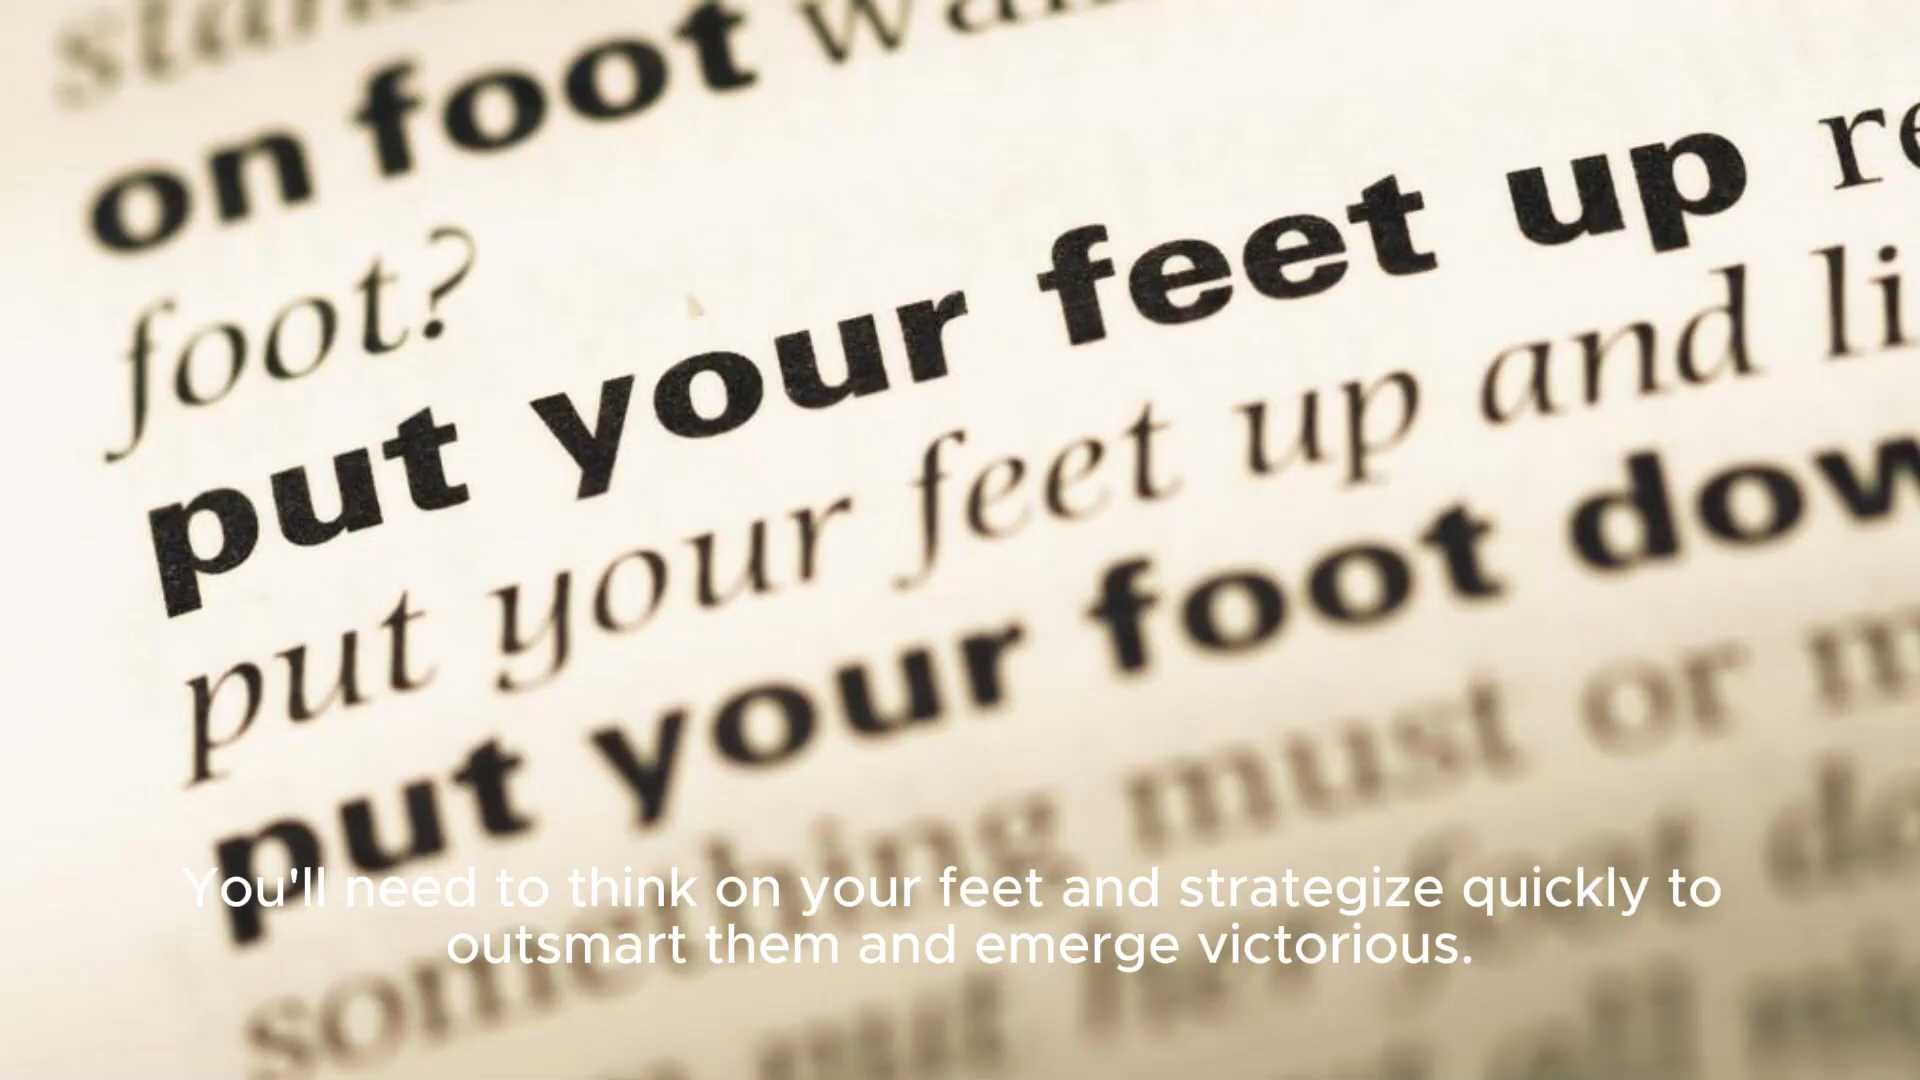 on foot
foot?
put your feet up
put your feet up and
put your foot
something must or
You'll need to think on your feet and strategize quickly to
outsmart them and emerge victorious.